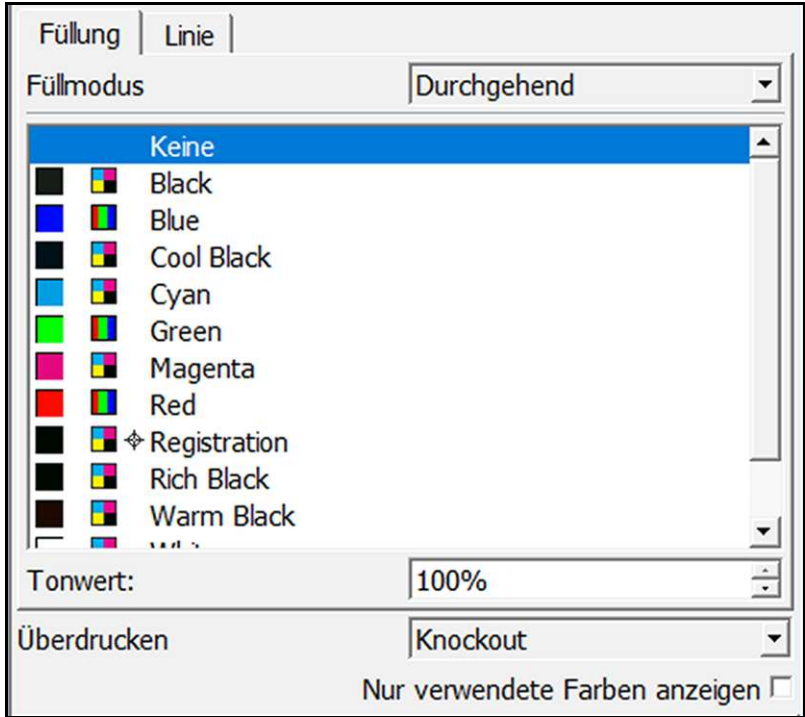 Füllung Linie
Füllmodus Durchgehend
Keine
Black
Blue
Cool Black
Cyan
Green
Magenta
Red
Registration
Rich Black
Warm Black
Tonwert: 100%
Überdrucken Knockout
Nur verwendete Farben anzeigen